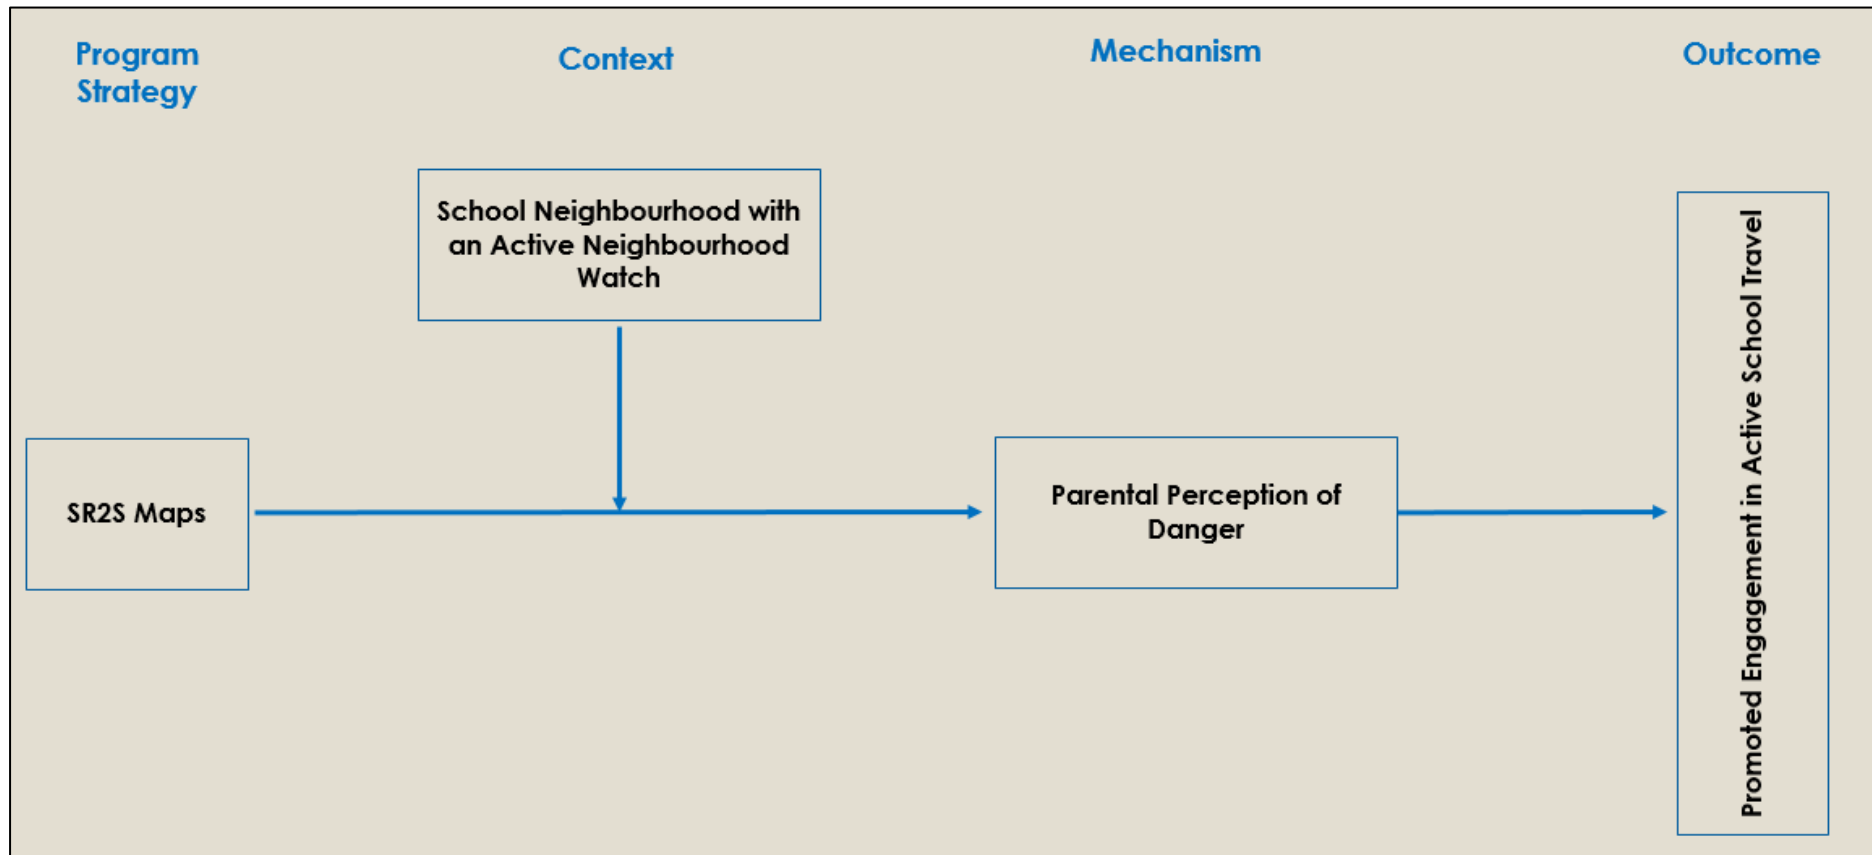 Program
Strategy
Context
Mechanism
Outcome
School Neighbourhood with
an Active Neighbourhood
Watch
SR2S Maps
Parental Perception of
Danger
Promoted Engagement in Active School Travel